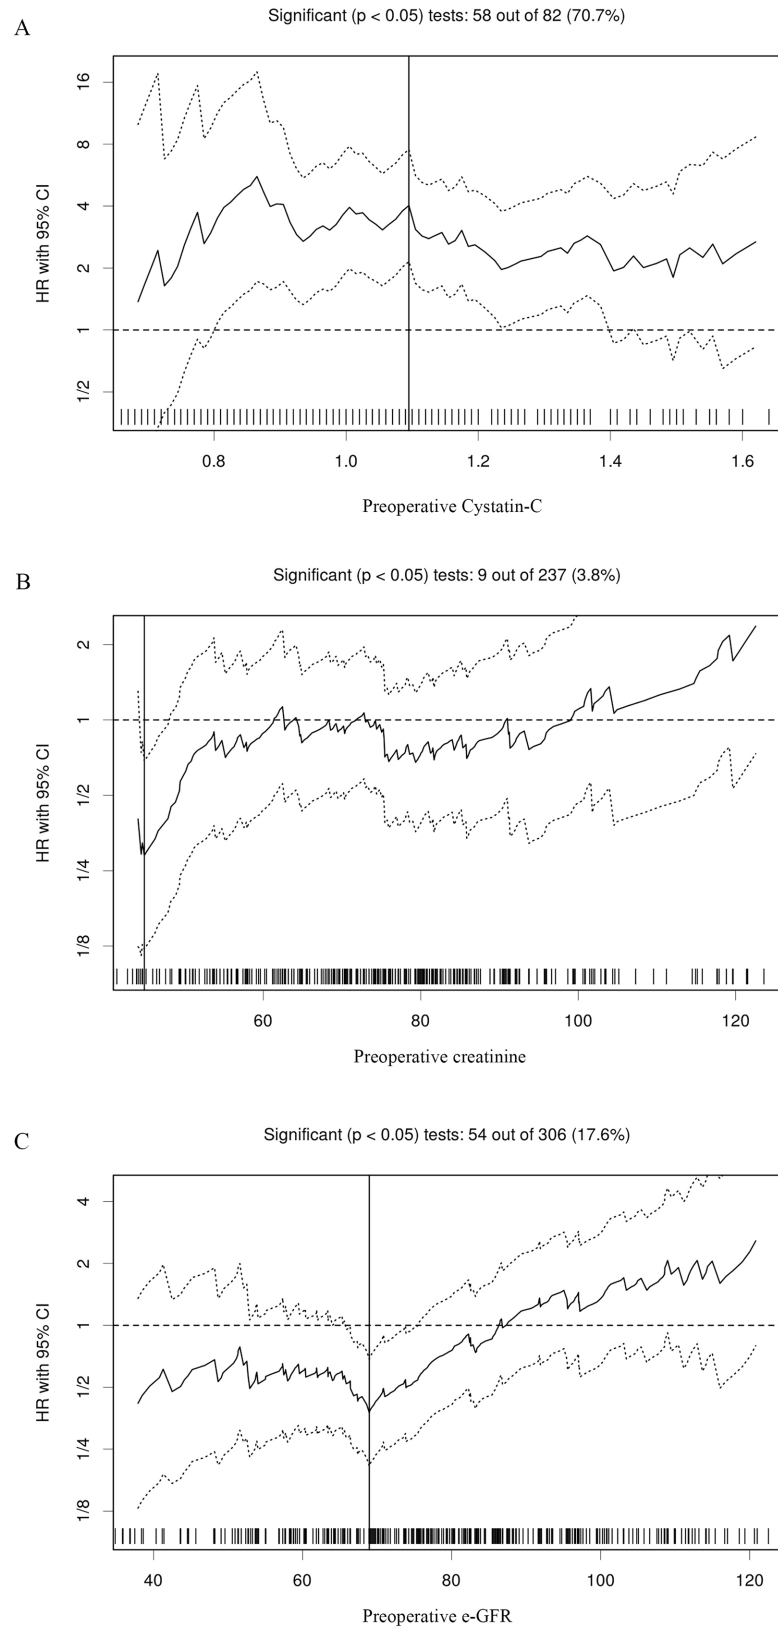 A
Significant (p < 0.05) tests: 58 out of 82 (70.7%)
HR with 95% CI
16
8
4
2
1
1/2
0.8 1.0 1.2 1.4 1.6
Preoperative Cystatin-C
B
Significant (p < 0.05) tests: 9 out of 237 (3.8%)
HR with 95% CI
2
1
1/2
1/4
1/8
60 80 100 120
Preoperative creatinine
C
Significant (p < 0.05) tests: 54 out of 306 (17.6%)
HR with 95% CI
4
2
1
1/2
1/4
1/8
40 60 80 100 120
Preoperative e-GFR